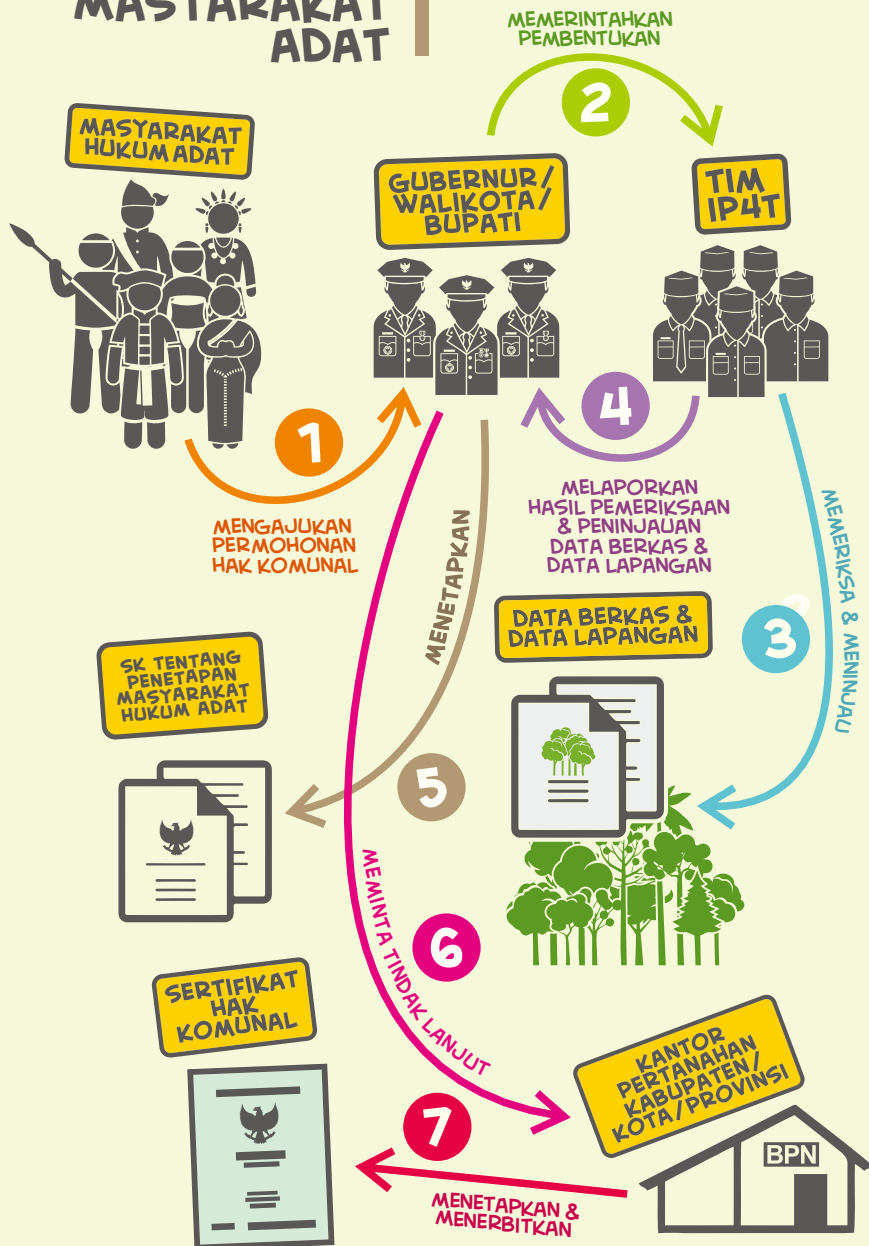 MASYARAKAT
ADAT
MEMERINTAHKAN
PEMBENTUKAN
2
MASYARAKAT
HUKUM ADAT
GUBERNUR/
WALIKOTA/
BUPATI
TIM
IP4T
1
MENGAJUKAN
PERMOHONAN
HAK KOMUNAL
4
MELAPORKAN
HASIL PEMERIKSAAN
& PENINJAUAN
DATA BERKAS &
DATA LAPANGAN
MEMERIKSA & MENINJAU
3
DATA BERKAS &
DATA LAPANGAN
MENETAPKAN
5
SK TENTANG
PENETAPAN
MASYARAKAT
HUKUM ADAT
MEMINTA TINDAK LANJUT
6
SERTIFIKAT
HAK
KOMUNAL
KANTOR
PERTANAHAN
KABUPATEN/
KOTA/PROVINSI
BPN
7
MENETAPKAN &
MENERBITKAN